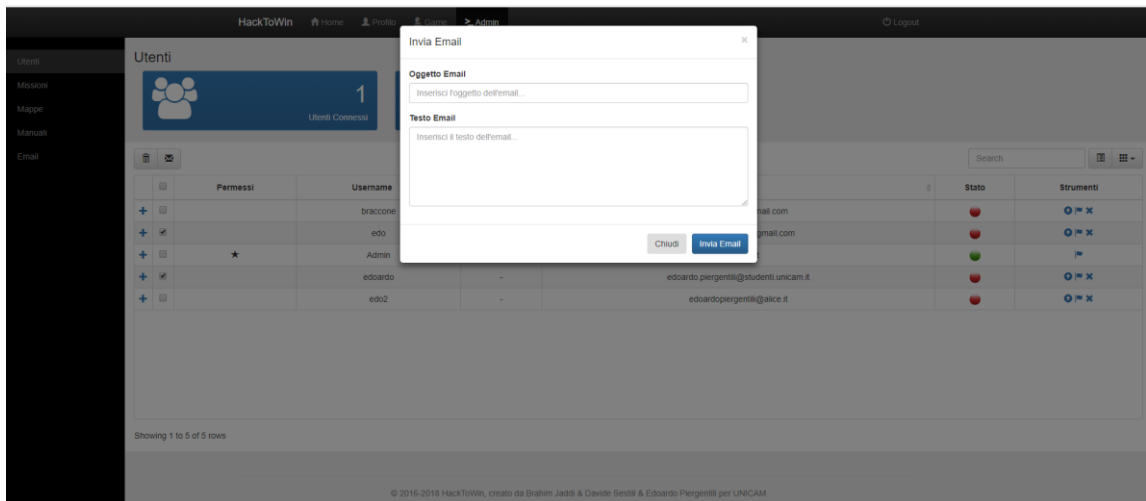 HackToWin Home Profilo Game Admin Logout
Invia Email ×
Utenti
Missioni
Mappe
Manuali
Email
Utenti
1
Utenti Connessi
Oggetto Email
Inserisci l'oggetto dell'email...
Testo Email
Inserisci il testo dell'email...
Chiudi Invia Email
Search
Permessi Username Stato Strumenti
braccone mail.com
edo gmail.com
★ Admin
edoardo - edoardo.piergentili@studenti.unicam.it
edo2 - edoardopiergentili@alice.it
Showing 1 to 5 of 5 rows
© 2016-2018 HackToWin, creato da Brahim Jaddi & Davide Sestili & Edoardo Piergentili per UNICAM